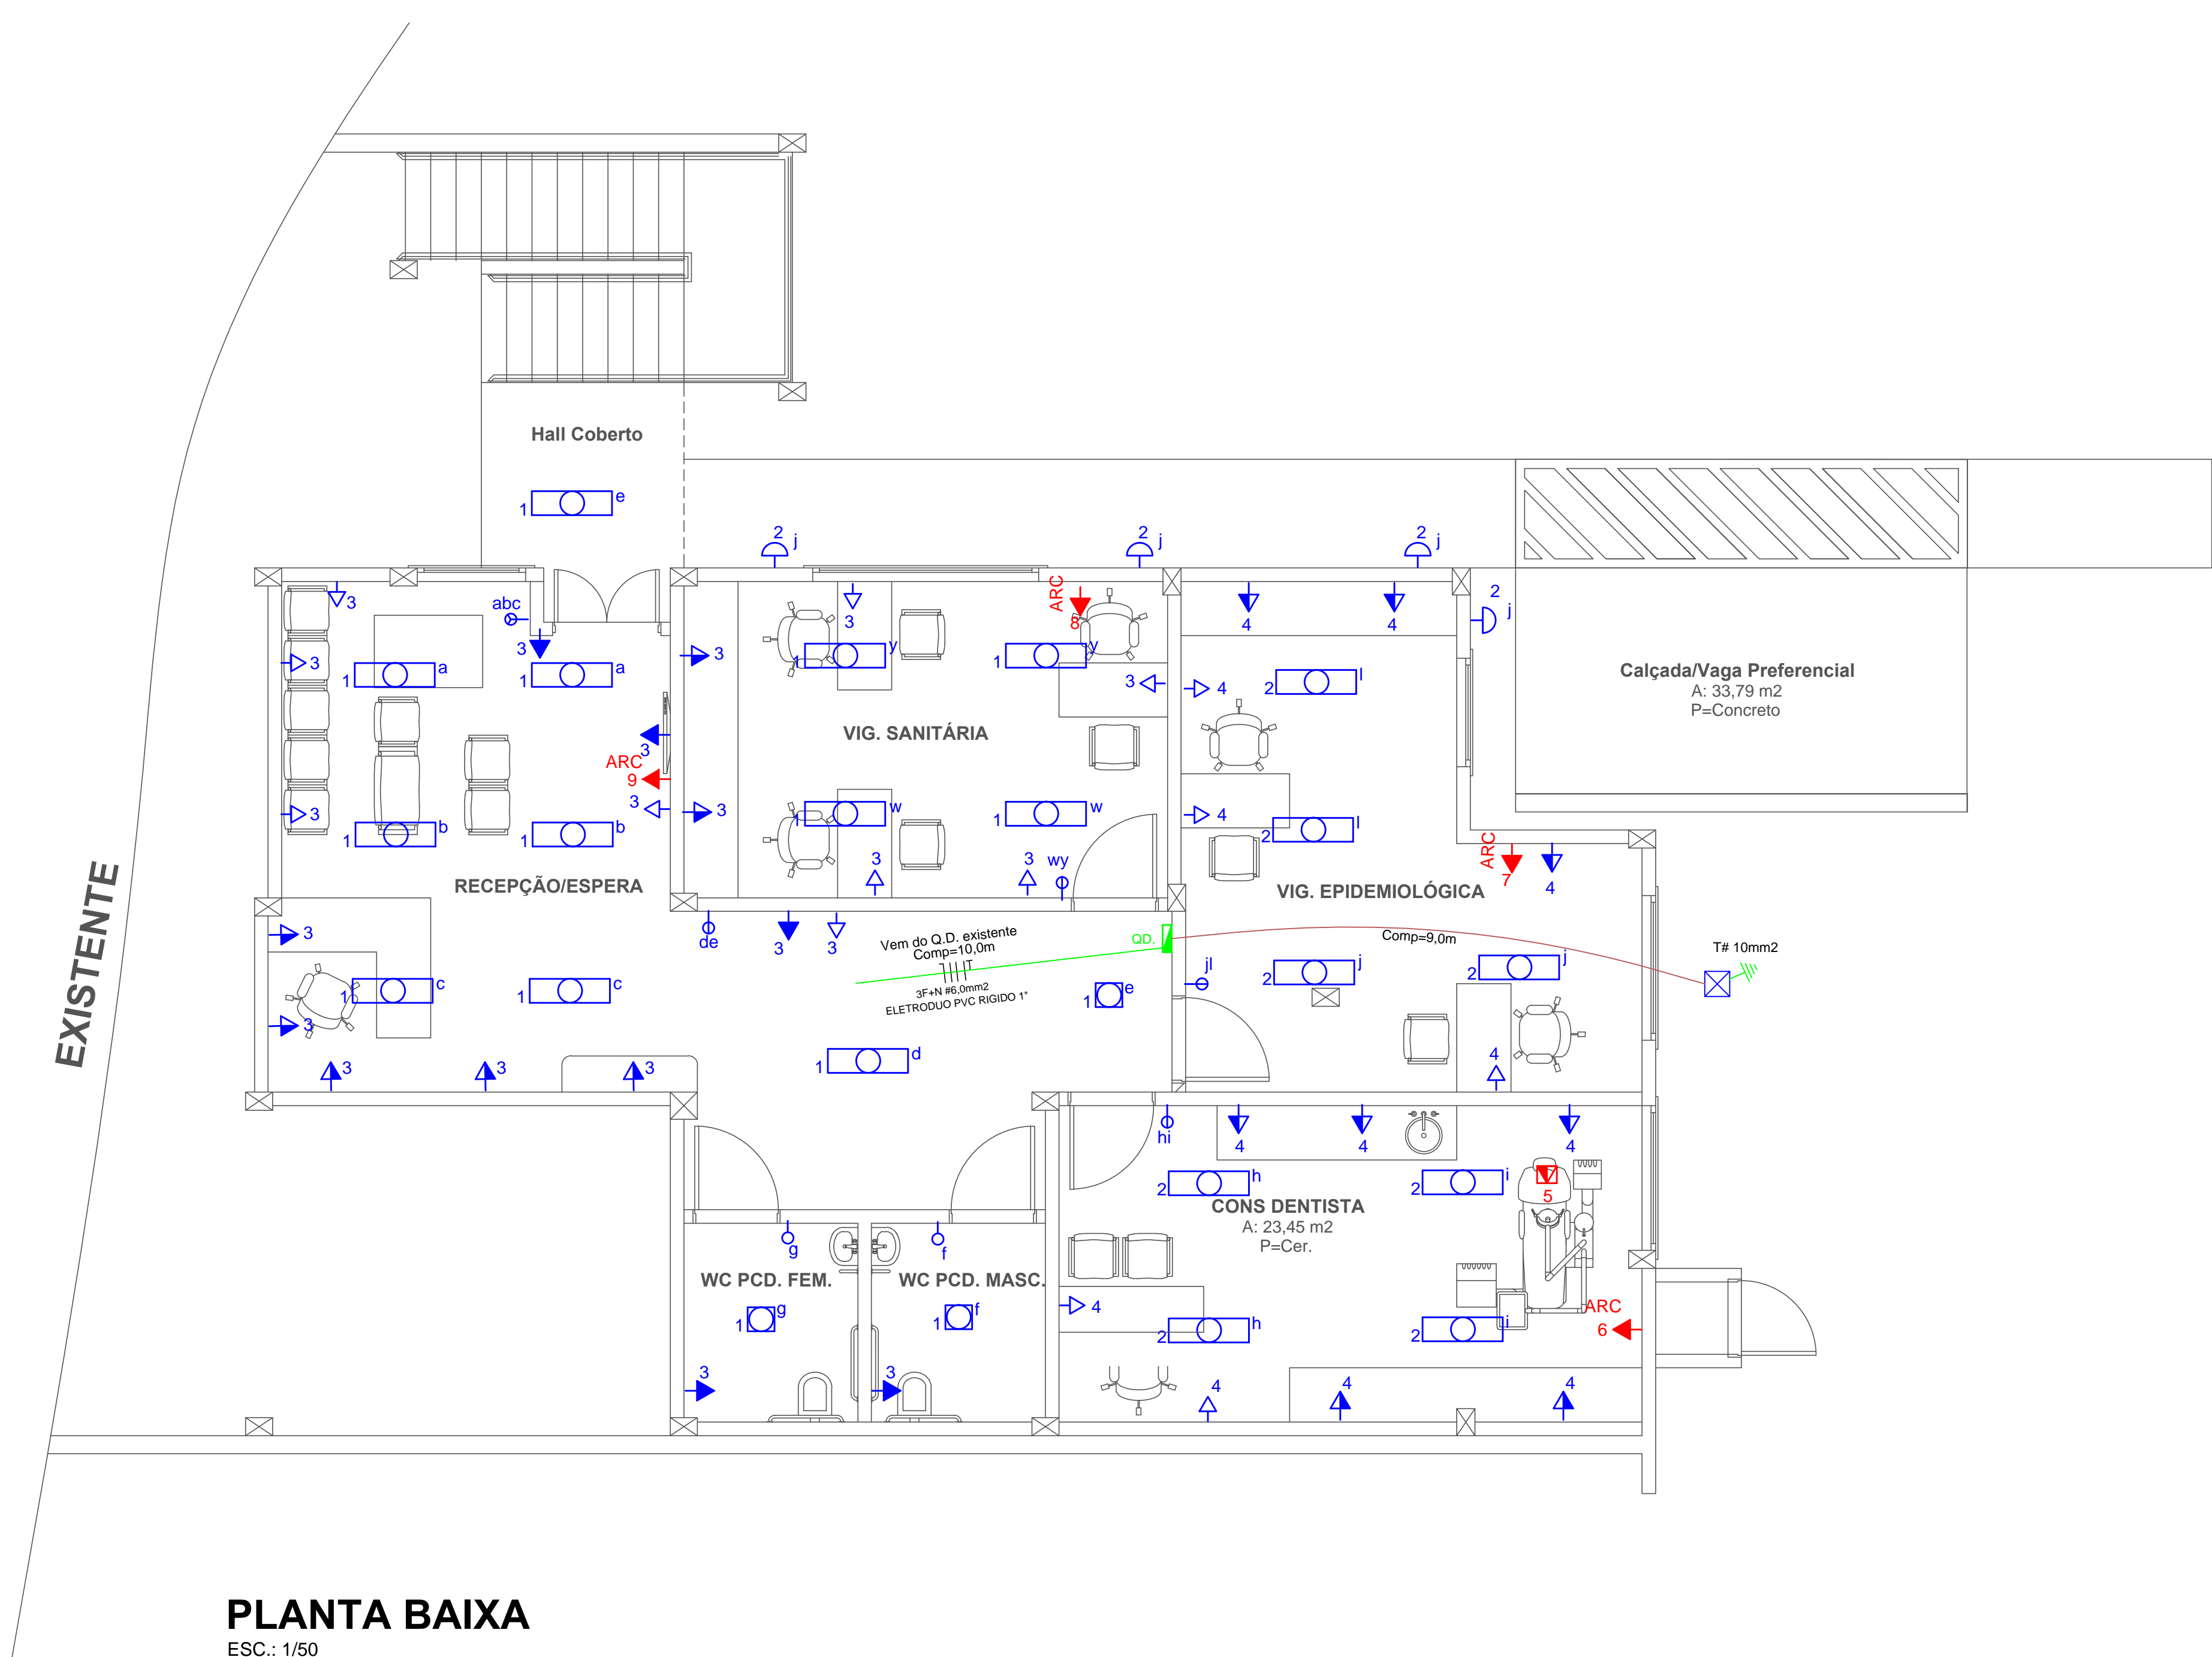 Hall Coberto
1 e
2 j
2 j
2 j
2 j
3
abc
3
ARC
8
3
4
4
3
1 a
1 a
3
1 y
1 y
3
4
2 l
Calçada/Vaga Preferencial
A: 33,79 m2
P=Concreto
VIG. SANITÁRIA
3
ARC
9
3
3
3
1 b
1 b
1 w
1 w
4
2 l
EXISTENTE
RECEPÇÃO/ESPERA
3
3
wy
VIG. EPIDEMIOLÓGICA
ARC
7
4
3
de
3
3
Vem do Q.D. existente
Comp=10,0m
T
3F+N #6,0mm2
ELETRODUO PVC RIGIDO 1"
QD.
Comp=9,0m
T# 10mm2
jl
2 j
2 j
1 c
1 c
1 e
3
1 d
3
3
3
4
hi
4
4
4
2 h
2 i
5
CONS DENTISTA
A: 23,45 m2
P=Cer.
g
f
WC PCD. FEM.
WC PCD. MASC.
1 g
1 f
4
2 h
2 i
ARC
6
3
3
4
4
4
PLANTA BAIXA
ESC.: 1/50